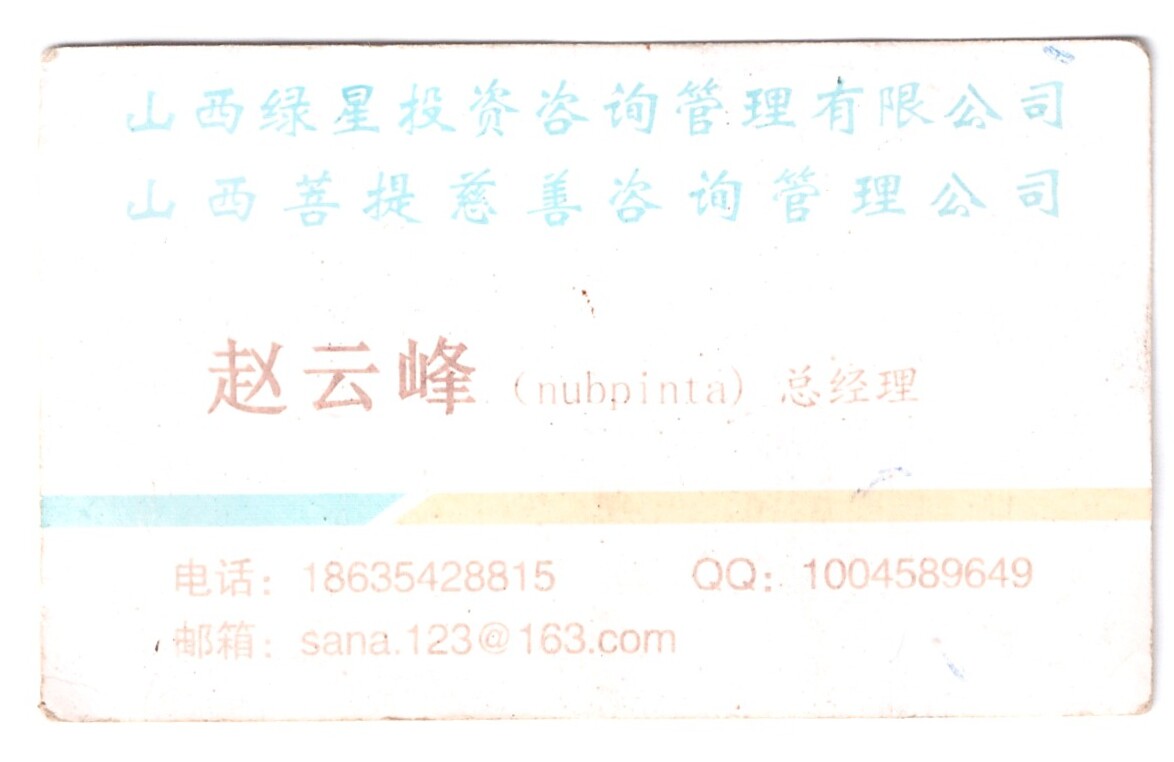 山西绿星投资咨询管理有限公司
山西菩提慈善咨询管理公司
赵云峰 (nubpinta) 总经理
电话：18635428815 QQ：1004589649
邮箱：sana.123@163.com